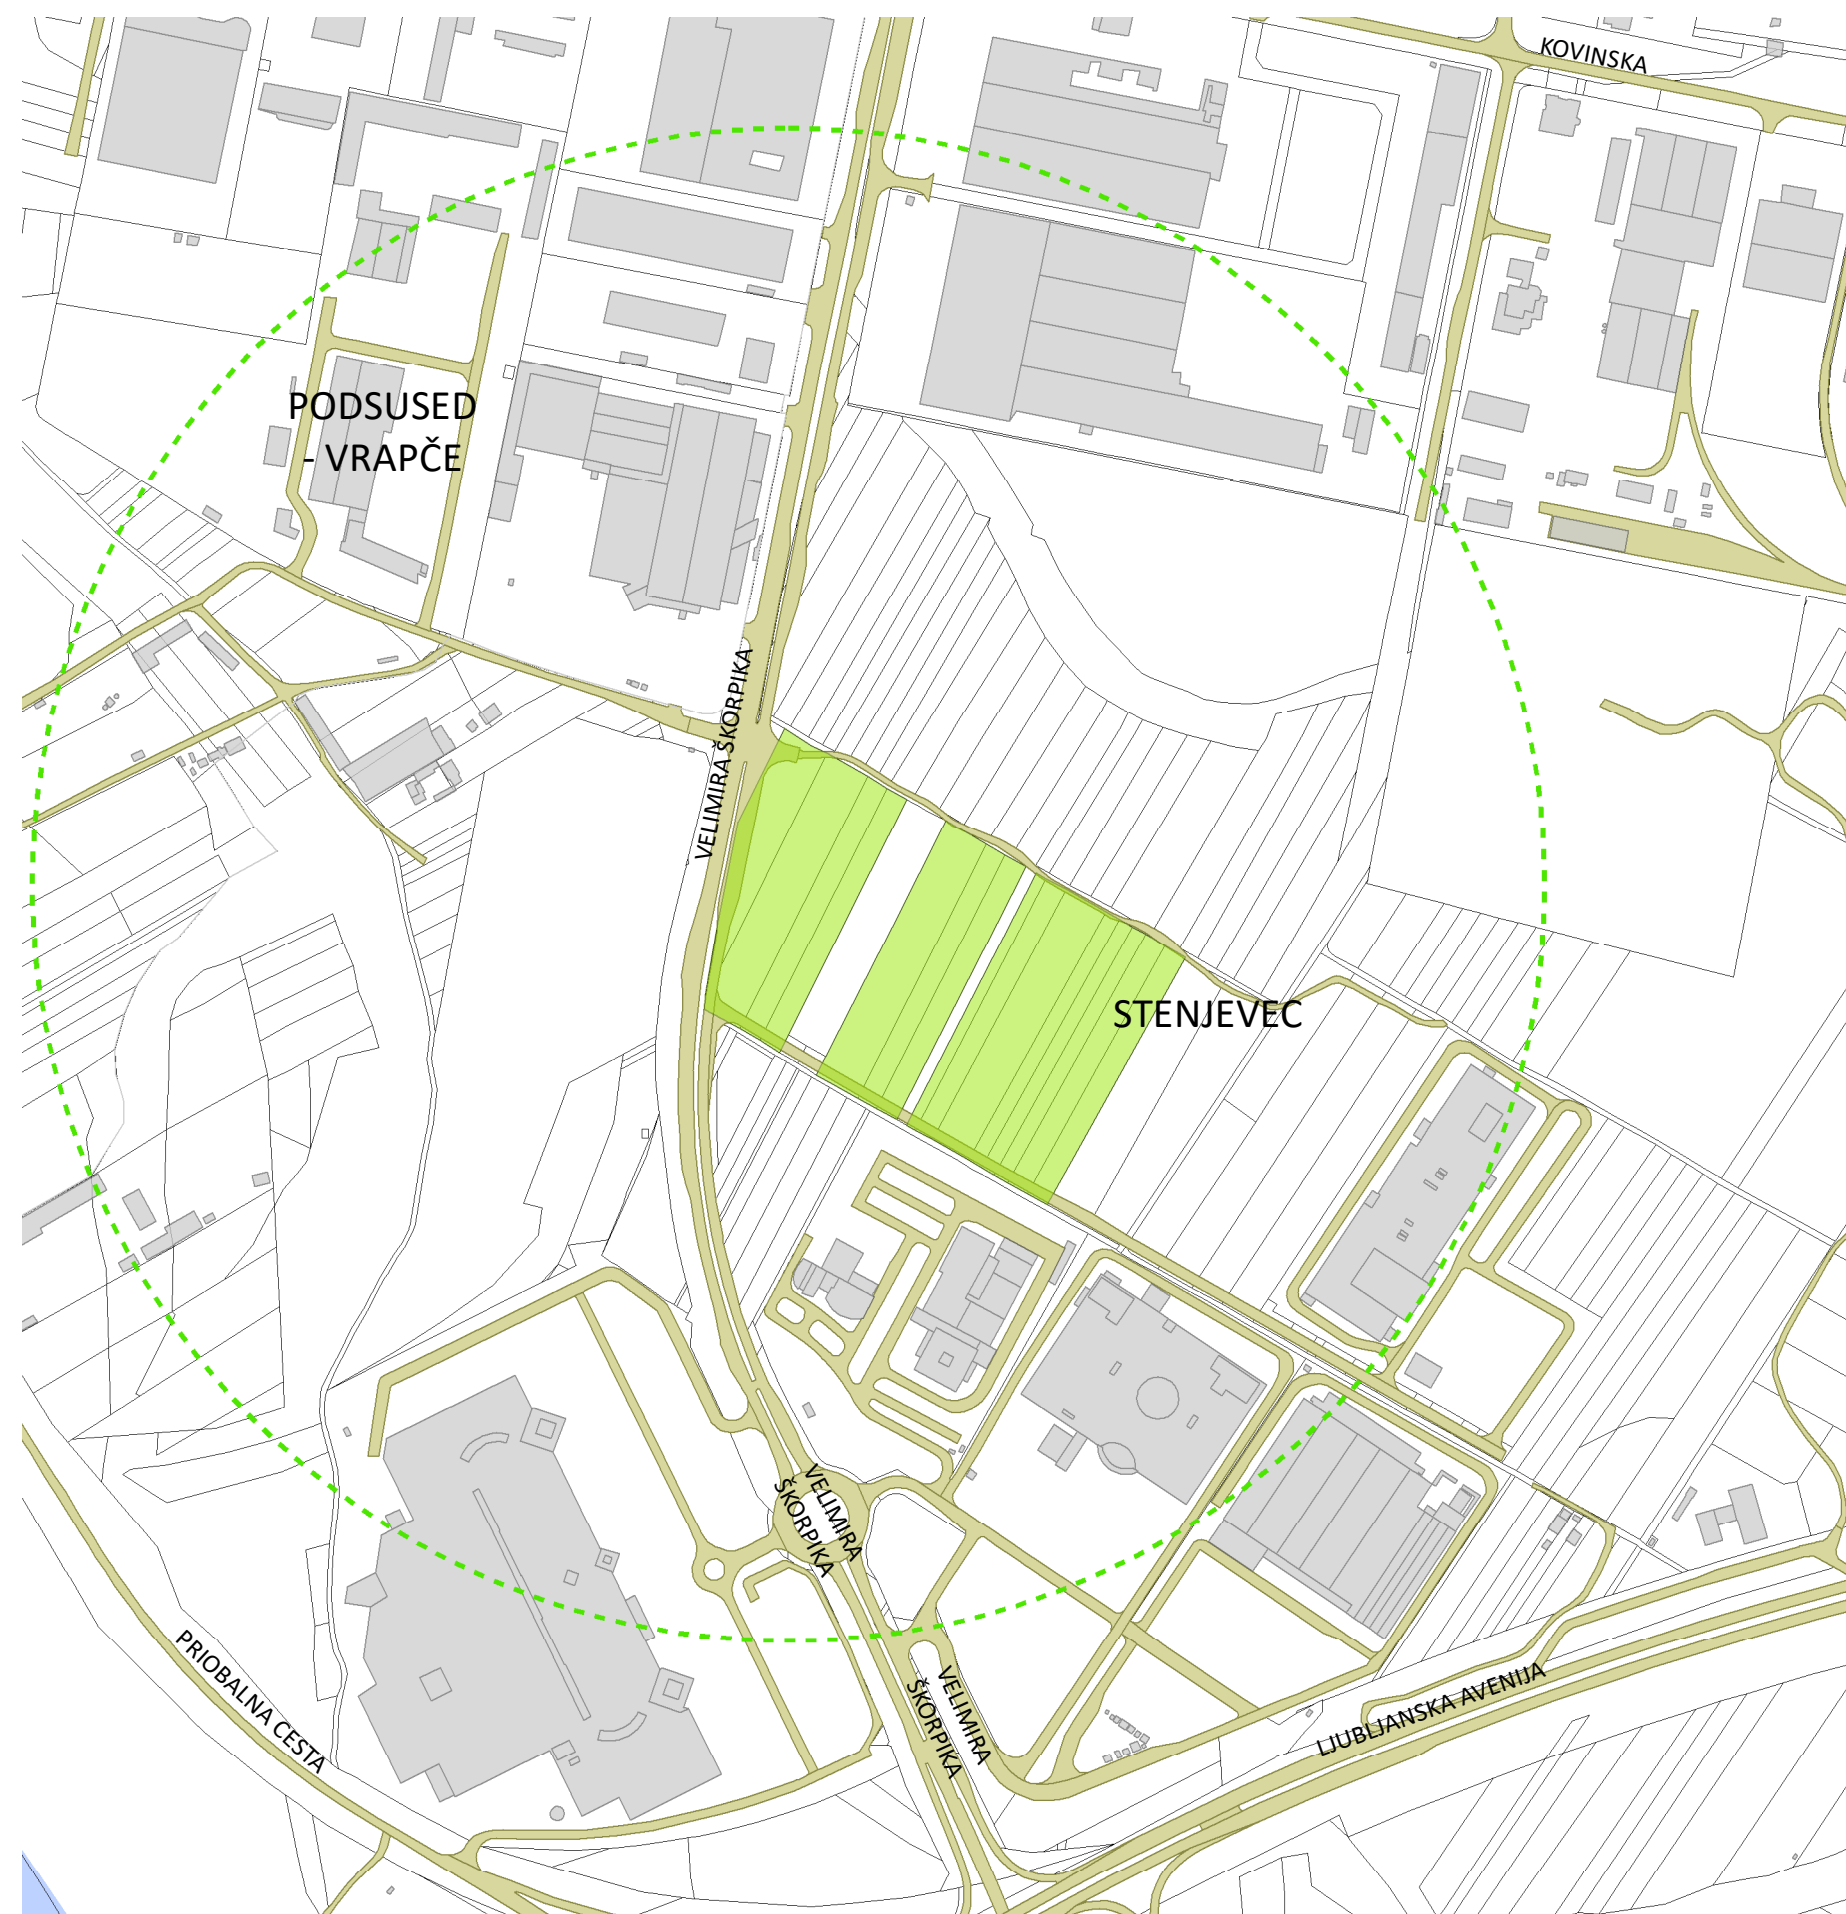 KOVINSKA
PODSUSED
- VRAPČE
VELIMIRA ŠKORPIKA
STENJEVEC
VELIMIRA
ŠKORPIKA
VELIMIRA
ŠKORPIKA
PRIOBALNA CESTA
LJUBLJANSKA AVENIJA